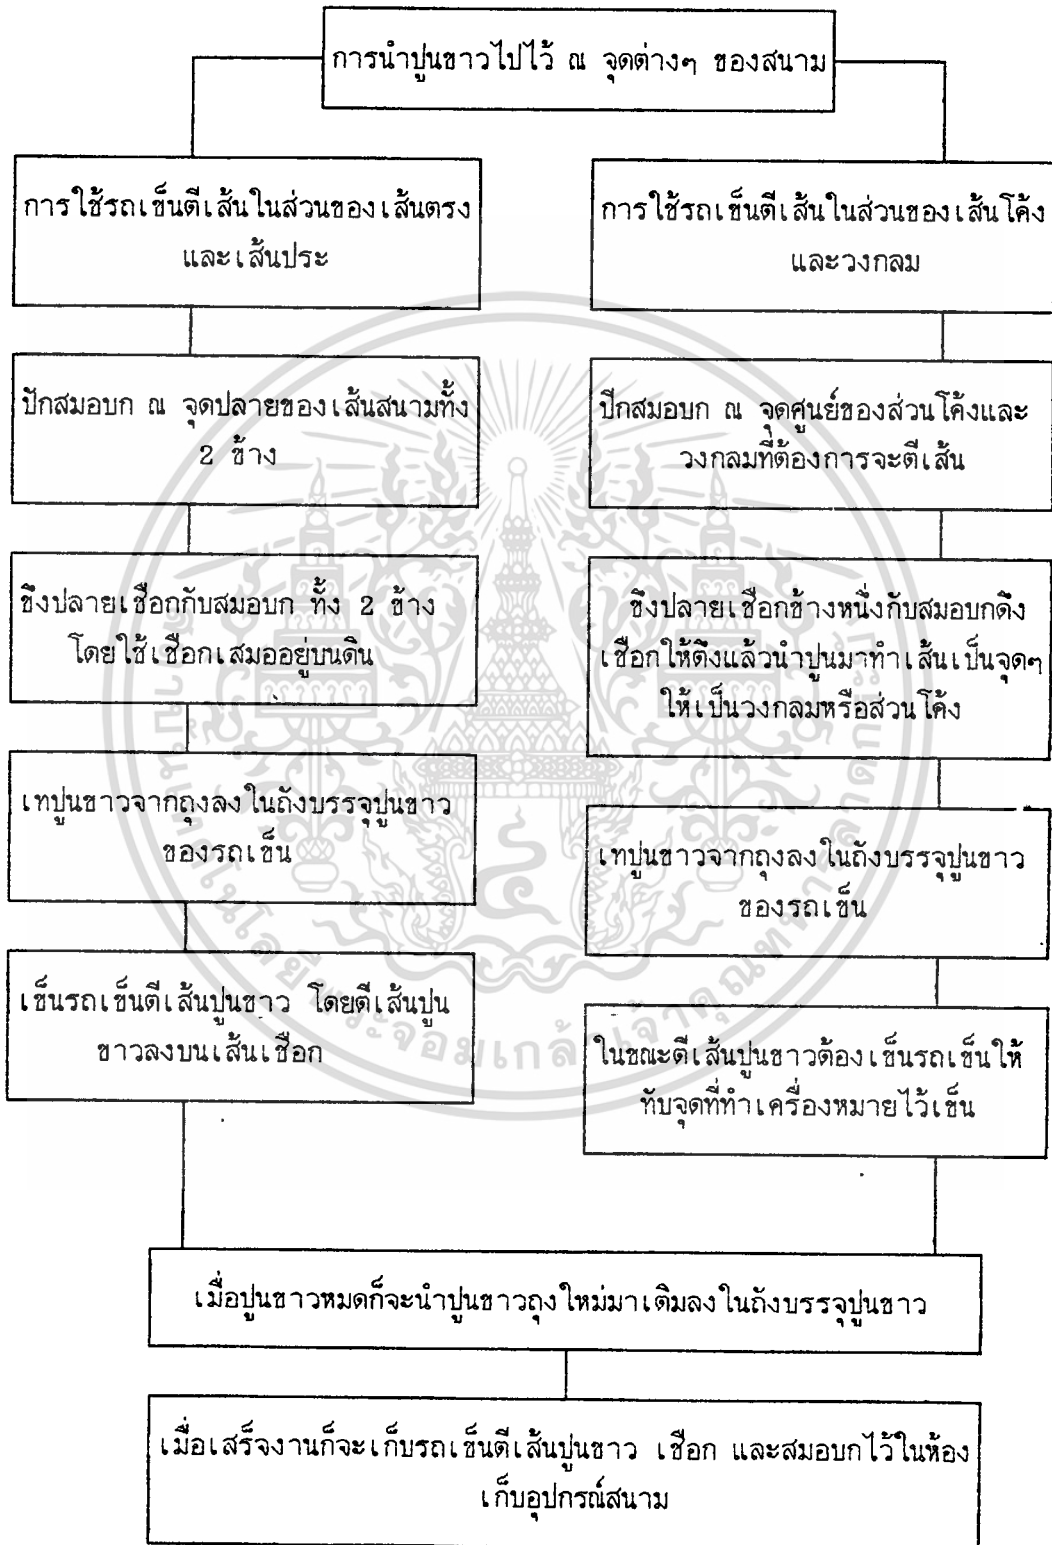 การนำปูนขาวไปไว้ ณ จุดต่างๆ ของสนาม
การใช้รถเข็นตีเส้นในส่วนของเส้นตรง
และเส้นประ
ปักสมอบก ณ จุดปลายของเส้นสนามทั้ง
2 ข้าง
ขึงปลายเชือกกับสมอบก ทั้ง 2 ข้าง
โดยใช้เชือกเสมออยู่บนดิน
เทปูนขาวจากถุงลงในถังบรรจุปูนขาว
ของรถเข็น
เข็นรถเข็นตีเส้นปูนขาว โดยตีเส้นปูน
ขาวลงบนเส้นเชือก
การใช้รถเข็นตีเส้นในส่วนของเส้นโค้ง
และวงกลม
ปักสมอบก ณ จุดศูนย์ของส่วนโค้งและ
วงกลมที่ต้องการจะตีเส้น
ขึงปลายเชือกข้างหนึ่งกับสมอบกดึง
เชือกให้ตึงแล้วนำปูนมาทำเส้นเป็นจุดๆ
ให้เป็นวงกลมหรือส่วนโค้ง
เทปูนขาวจากถุงลงในถังบรรจุปูนขาว
ของรถเข็น
ในขณะตีเส้นปูนขาวต้องเข็นรถเข็นให้
ทับจุดที่ทำเครื่องหมายไว้เข็น
เมื่อปูนขาวหมดก็จะนำปูนขาวถุงใหม่มาเติมลงในถังบรรจุปูนขาว
เมื่อเสร็จงานก็จะเก็บรถเข็นตีเส้นปูนขาว เชือก และสมอบกไว้ในห้อง
เก็บอุปกรณ์สนาม